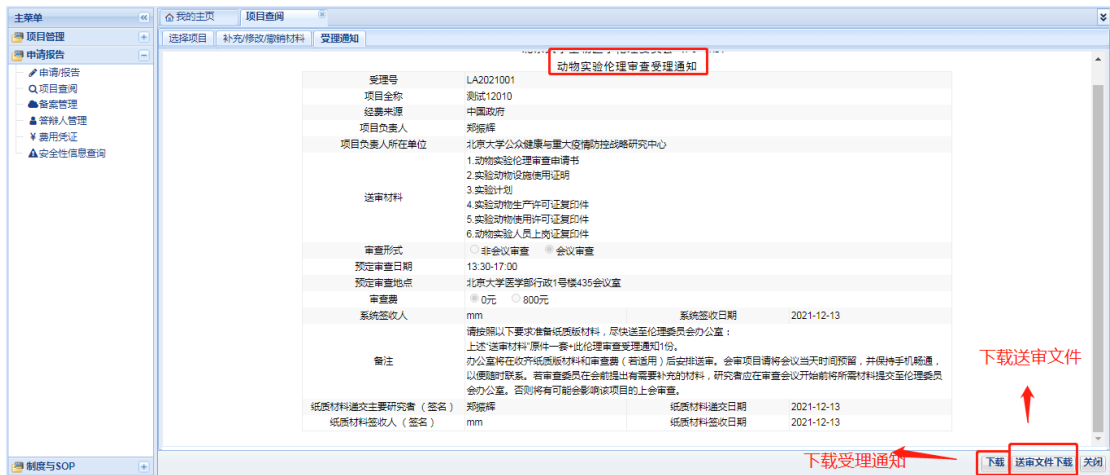 主菜单
我的主页
项目查阅
项目管理
选择项目
补充/修改/撤销材料
受理通知
申请报告
申请/报告
项目查阅
备案管理
答辩人管理
¥ 费用凭证
安全性信息查询
动物实验伦理审查受理通知
受理号 LA2021001
项目全称 测试12010
经费来源 中国政府
项目负责人 郑振辉
项目负责人所在单位 北京大学公众健康与重大疫情防控战略研究中心
送审材料
1.动物实验伦理审查申请书
2.实验动物设施使用证明
3.实验计划
4.实验动物生产许可证复印件
5.实验动物使用许可证复印件
6.动物实验人员上岗证复印件
审查形式 非会议审查 会议审查
预定审查日期 13:30-17:00
预定审查地点 北京大学医学部行政1号楼435会议室
审查费 0元 800元
系统签收人 mm 系统签收日期 2021-12-13
备注
请按照以下要求准备纸质版材料，尽快送至伦理委员会办公室：
上述“送审材料”原件一套+此伦理审查受理通知1份。
办公室将在收齐纸质版材料和审查费（若适用）后安排送审。会审项目请将会议当天时间预留，并保持手机畅通，
以便随时联系。若审查委员在会前提出有需要补充的材料，研究者应在审查会议开始前将所需材料提交至伦理委员
会办公室。否则将有可能会影响该项目的上会审查。
纸质材料递交主要研究者（签名） 郑振辉 纸质材料递交日期 2021-12-13
纸质材料签收人（签名） mm 纸质材料签收日期 2021-12-13
下载送审文件
下载受理通知
制度与SOP
下载 送审文件下载 关闭